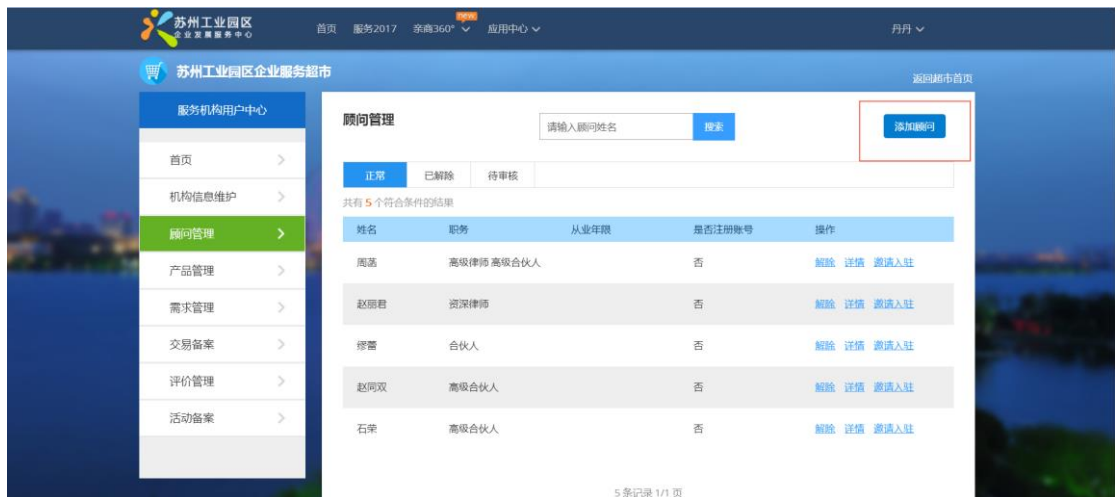 苏州工业园区
企业发展服务中心
首页 服务2017 亲商360° new 应用中心
丹丹
苏州工业园区企业服务超市
返回超市首页
服务机构用户中心
首页
机构信息维护
顾问管理
产品管理
需求管理
交易备案
评价管理
活动备案
顾问管理
请输入顾问姓名 搜索
添加顾问
正常 已解除 待审核
共有 5 个符合条件的结果
姓名 职务 从业年限 是否注册账号 操作
周菡 高级律师 高级合伙人 否 解除 详情 邀请入驻
赵丽君 资深律师 否 解除 详情 邀请入驻
缪蕾 合伙人 否 解除 详情 邀请入驻
赵同双 高级合伙人 否 解除 详情 邀请入驻
石荣 高级合伙人 否 解除 详情 邀请入驻
5 条记录 1/1 页